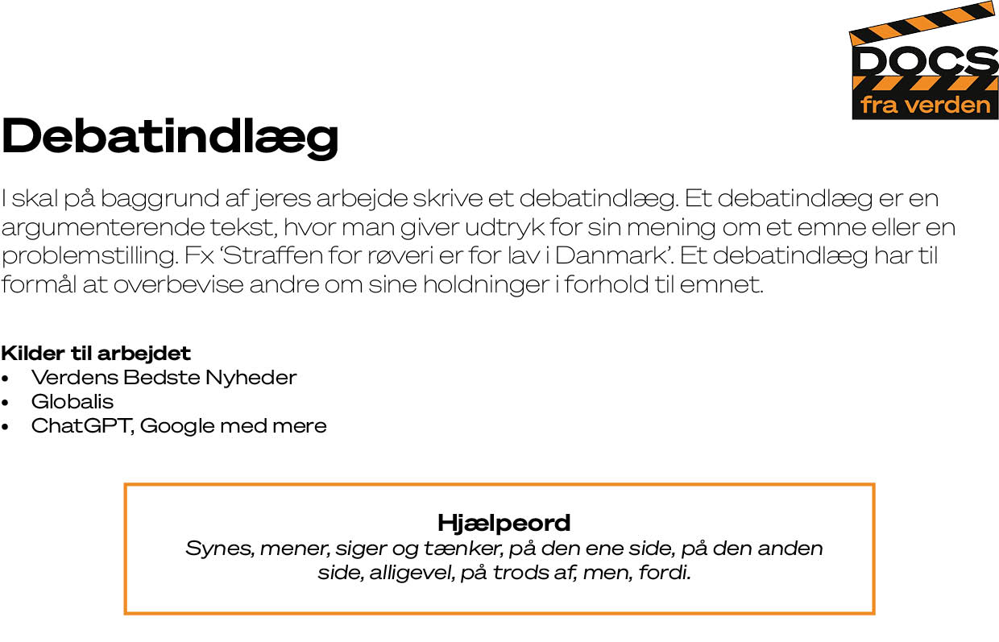 DOCS
fra verden
Debatindlæg
I skal på baggrund af jeres arbejde skrive et debatindlæg. Et debatindlæg er en
argumenterende tekst, hvor man giver udtryk for sin mening om et emne eller en
problemstilling. Fx ‘Straffen for røveri er for lav i Danmark’. Et debatindlæg har til
formål at overbevise andre om sine holdninger i forhold til emnet.
Kilder til arbejdet
• Verdens Bedste Nyheder
• Globalis
• ChatGPT, Google med mere
Hjælpeord
Synes, mener, siger og tænker, på den ene side, på den anden
side, alligevel, på trods af, men, fordi.